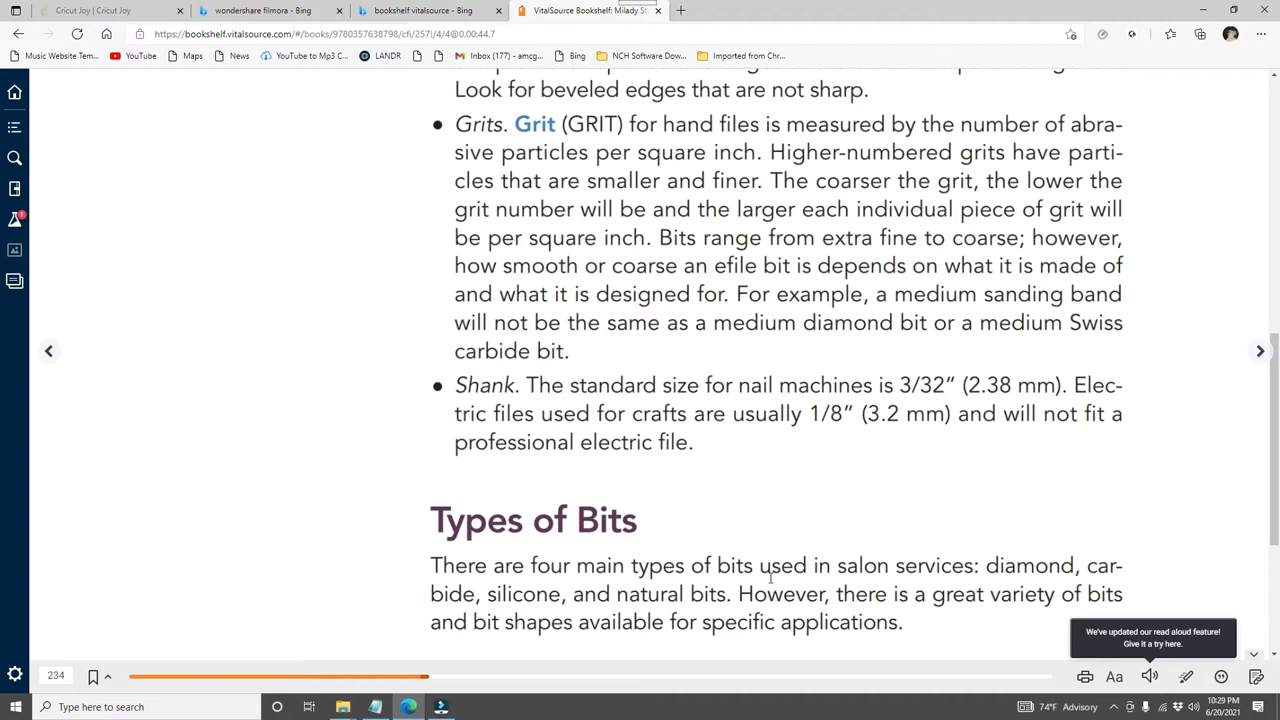 Cricut Joy | Cricut Joy
wondershare filmora - Bing
bookshelf vitalsource - Bing
VitalSource Bookshelf: Milady St
https://bookshelf.vitalsource.com/#/books/9780357638798/cfi/257!/4/4@0.00:44.7
Music Website Tem...
YouTube
Maps
News
YouTube to Mp3 C...
LANDR
Inbox (177) - amcg...
Bing
NCH Software Dow...
Imported from Chr...
Look for beveled edges that are not sharp.
• Grits. Grit (GRIT) for hand files is measured by the number of abra-
sive particles per square inch. Higher-numbered grits have parti-
cles that are smaller and finer. The coarser the grit, the lower the
grit number will be and the larger each individual piece of grit will
be per square inch. Bits range from extra fine to coarse; however,
how smooth or coarse an efile bit is depends on what it is made of
and what it is designed for. For example, a medium sanding band
will not be the same as a medium diamond bit or a medium Swiss
carbide bit.
• Shank. The standard size for nail machines is 3/32″ (2.38 mm). Elec-
tric files used for crafts are usually 1/8″ (3.2 mm) and will not fit a
professional electric file.
Types of Bits
There are four main types of bits used in salon services: diamond, car-
bide, silicone, and natural bits. However, there is a great variety of bits
and bit shapes available for specific applications.
We've updated our read aloud feature!
Give it a try here.
234
Aa
Type here to search
74°F Advisory
10:29 PM
6/20/2021